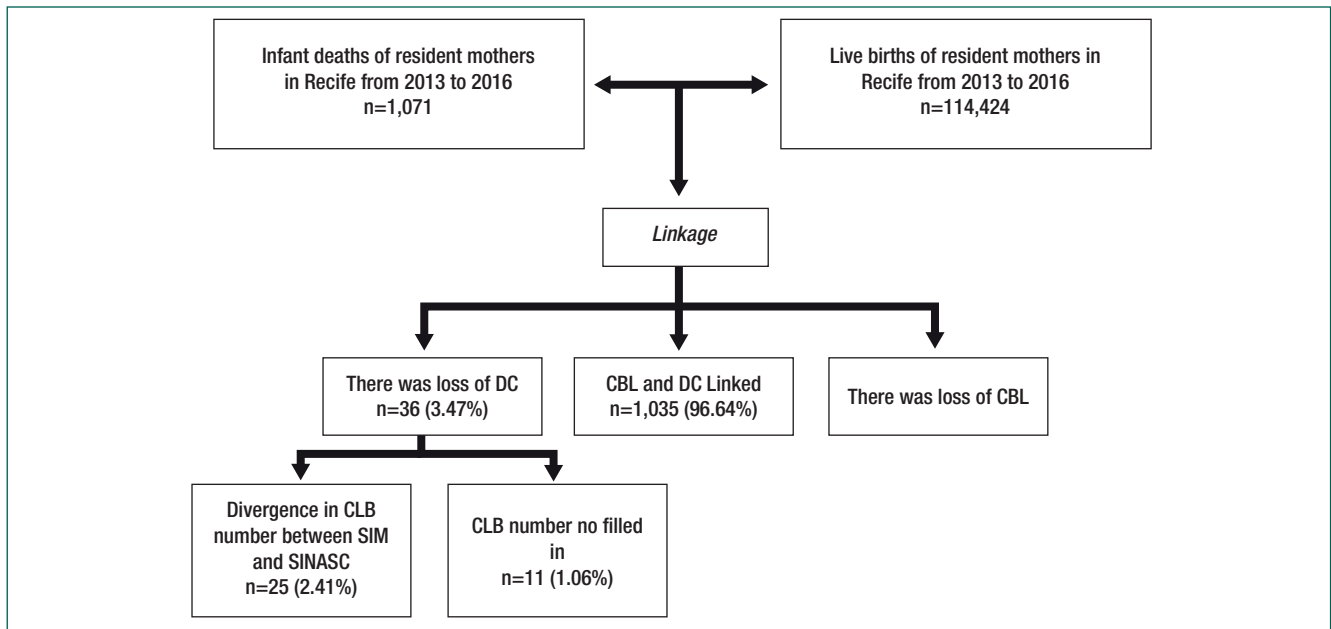 Infant deaths of resident mothers
in Recife from 2013 to 2016
n=1,071
Live births of resident mothers in
Recife from 2013 to 2016
n=114,424
Linkage
There was loss of DC
n=36 (3.47%)
CBL and DC Linked
n=1,035 (96.64%)
There was loss of CBL
Divergence in CLB
number between SIM
and SINASC
n=25 (2.41%)
CLB number no filled
in
n=11 (1.06%)